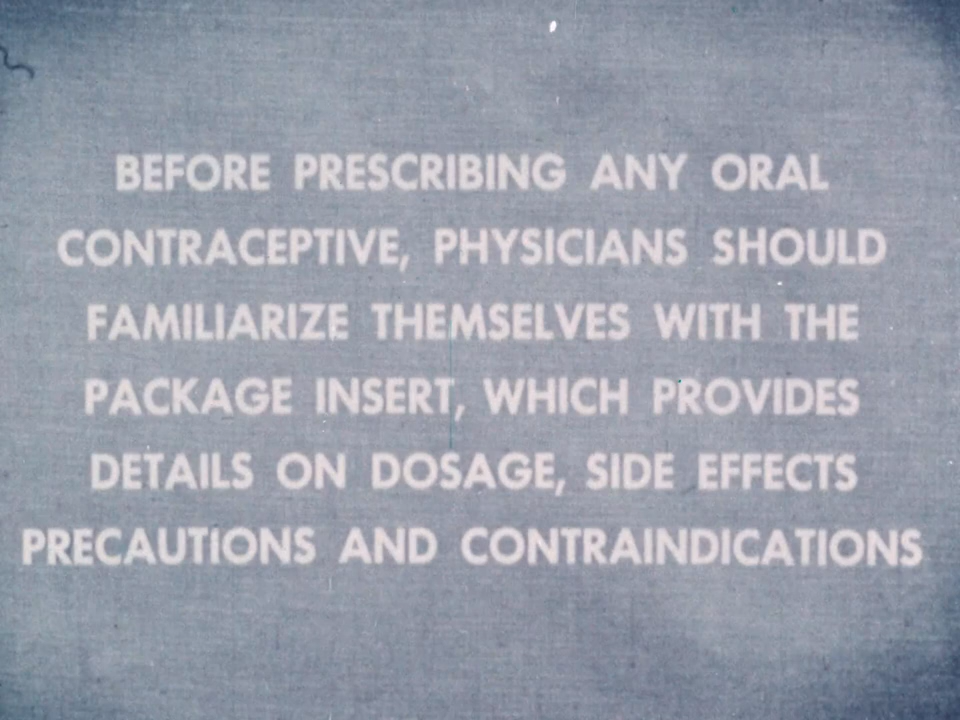 BEFORE PRESCRIBING ANY ORAL
CONTRACEPTIVE, PHYSICIANS SHOULD
FAMILIARIZE THEMSELVES WITH THE
PACKAGE INSERT, WHICH PROVIDES
DETAILS ON DOSAGE, SIDE EFFECTS
PRECAUTIONS AND CONTRAINDICATIONS